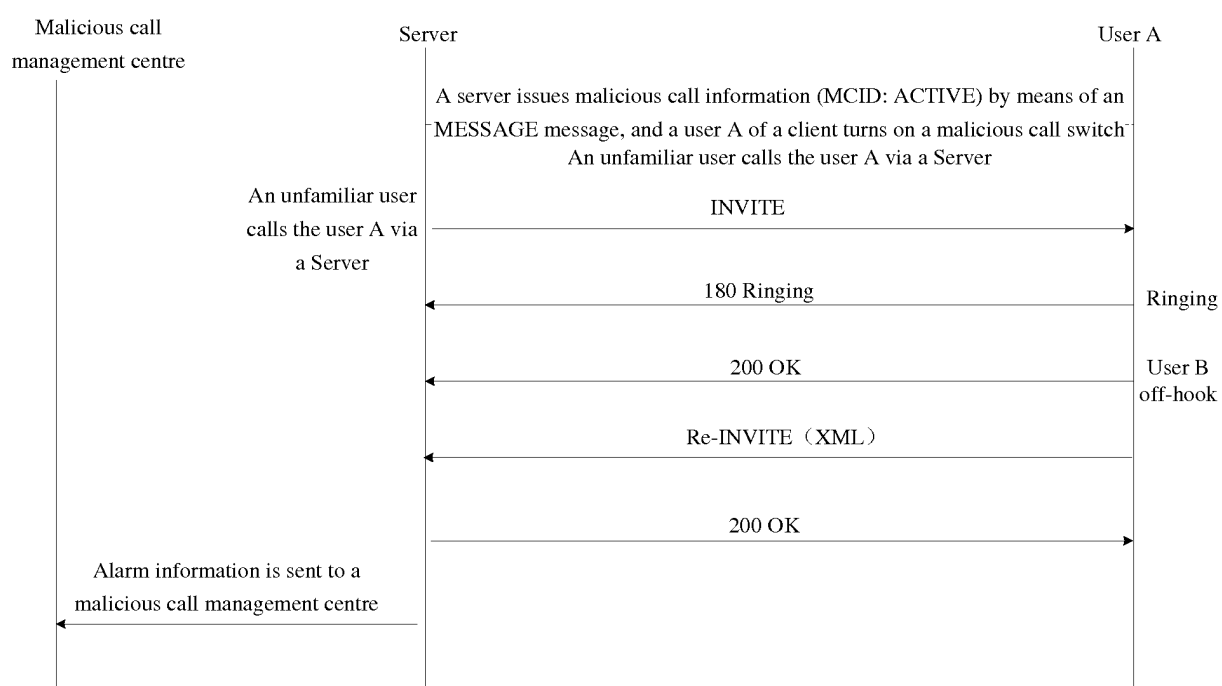 Malicious call
management centre
Server
User A
A server issues malicious call information (MCID: ACTIVE) by means of an
MESSAGE message, and a user A of a client turns on a malicious call switch
An unfamiliar user calls the user A via a Server
An unfamiliar user
calls the user A via
a Server
INVITE
180 Ringing
Ringing
200 OK
User B
off-hook
Re-INVITE（XML）
200 OK
Alarm information is sent to a
malicious call management centre